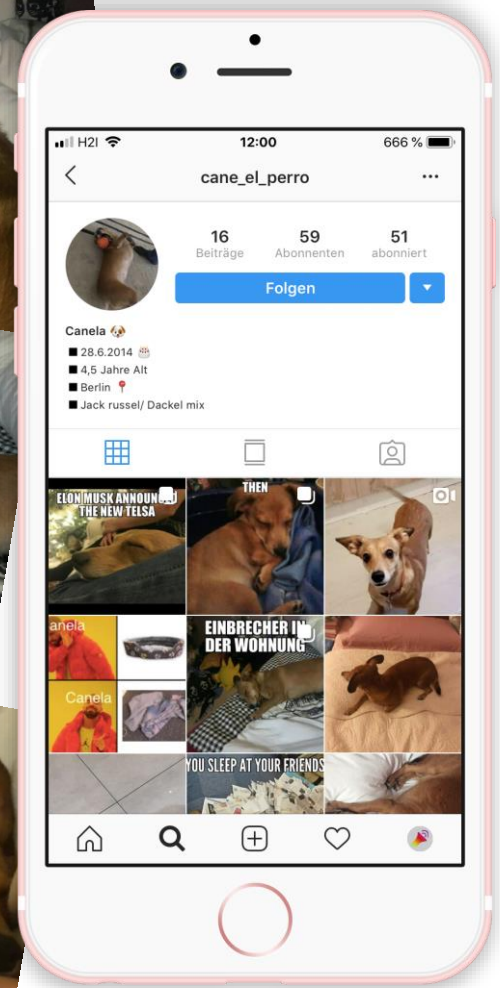 H2I
12:00
666 %
cane_el_perro
16
59
51
Beiträge
Abonnenten
abonniert
Folgen
Canela
28.6.2014
4,5 Jahre Alt
Berlin
Jack russel/ Dackel mix
ELON MUSK ANNOUN
THE NEW TELSA
THEN
anela
Canela
EINBRECHER IN
DER WOHNUNG
YOU SLEEP AT YOUR FRIENDS